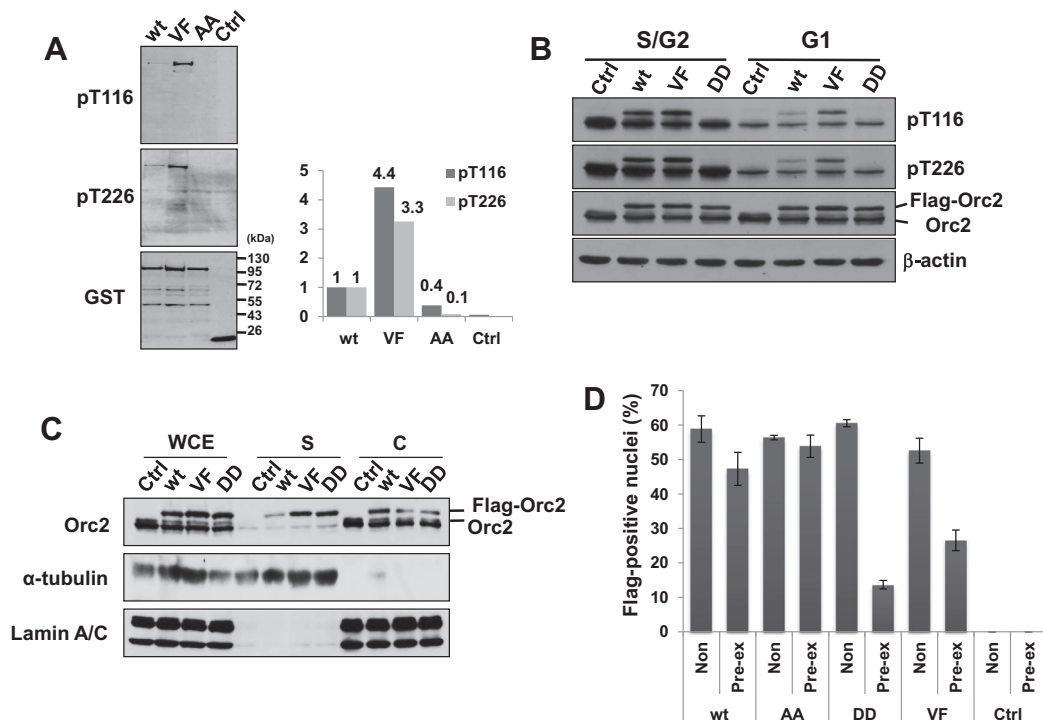 A
wt VF AA Ctrl
pT116
pT226
GST
(kDa)
130
95
72
55
43
26
5
4
3
2
1
0
4.4
3.3
1 1
0.4
0.1
pT116
pT226
wt VF AA Ctrl
B
S/G2 G1
Ctrl wt VF DD Ctrl wt VF DD
pT116
pT226
Flag-Orc2
Orc2
β-actin
C
WCE S C
Ctrl wt VF DD Ctrl wt VF DD Ctrl wt VF DD
Orc2
Flag-Orc2
Orc2
α-tubulin
Lamin A/C
D
Flag-positive nuclei (%)
70
60
50
40
30
20
10
0
Non Pre-ex Non Pre-ex Non Pre-ex Non Pre-ex Non Pre-ex
wt AA DD VF Ctrl